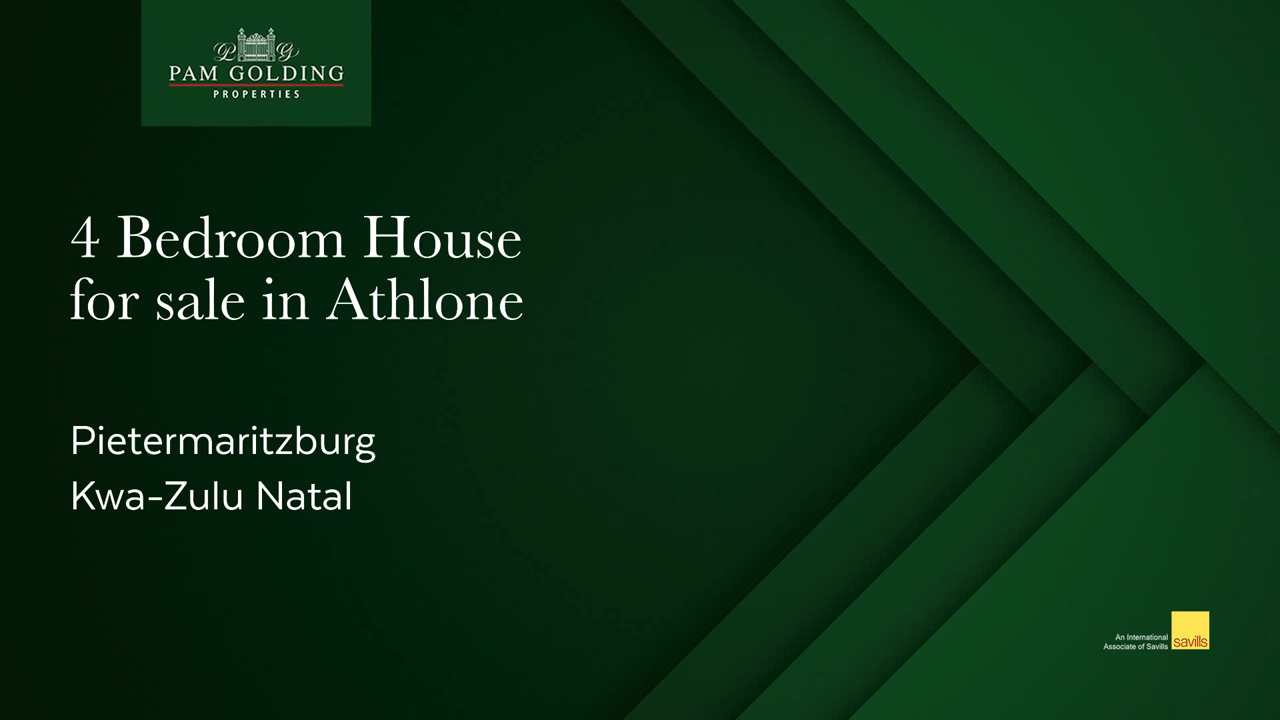 P G
PAM GOLDING
PROPERTIES
4 Bedroom House
for sale in Athlone
Pietermaritzburg
Kwa-Zulu Natal
An International
Associate of Savills
savills